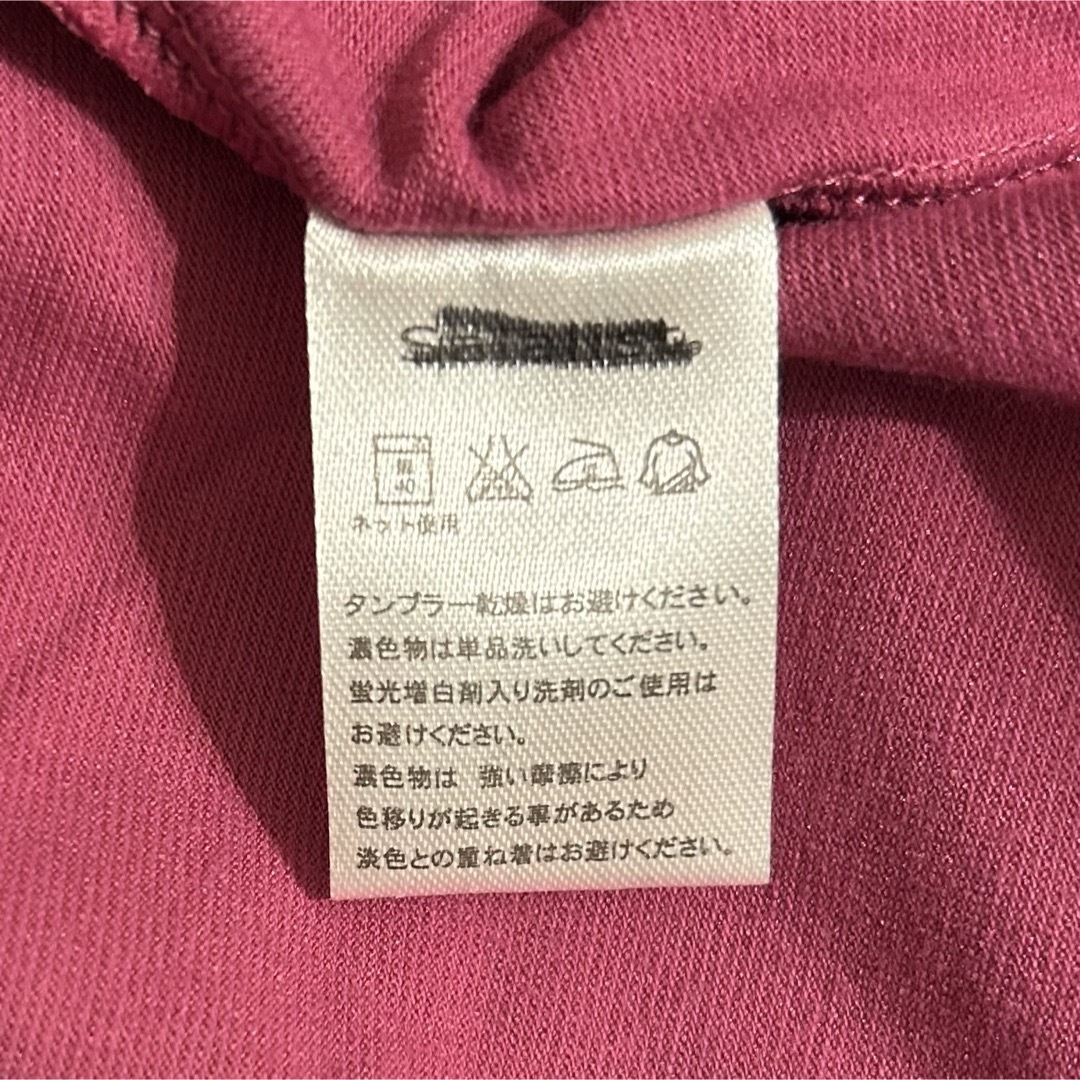 40
ネット使用
タンブラー乾燥はお避けください。
濃色物は単品洗いしてください。
蛍光増白剤入り洗剤のご使用は
お避けください。
濃色物は 強い摩擦により
色移りが起きる事があるため
淡色との重ね着はお避けください。